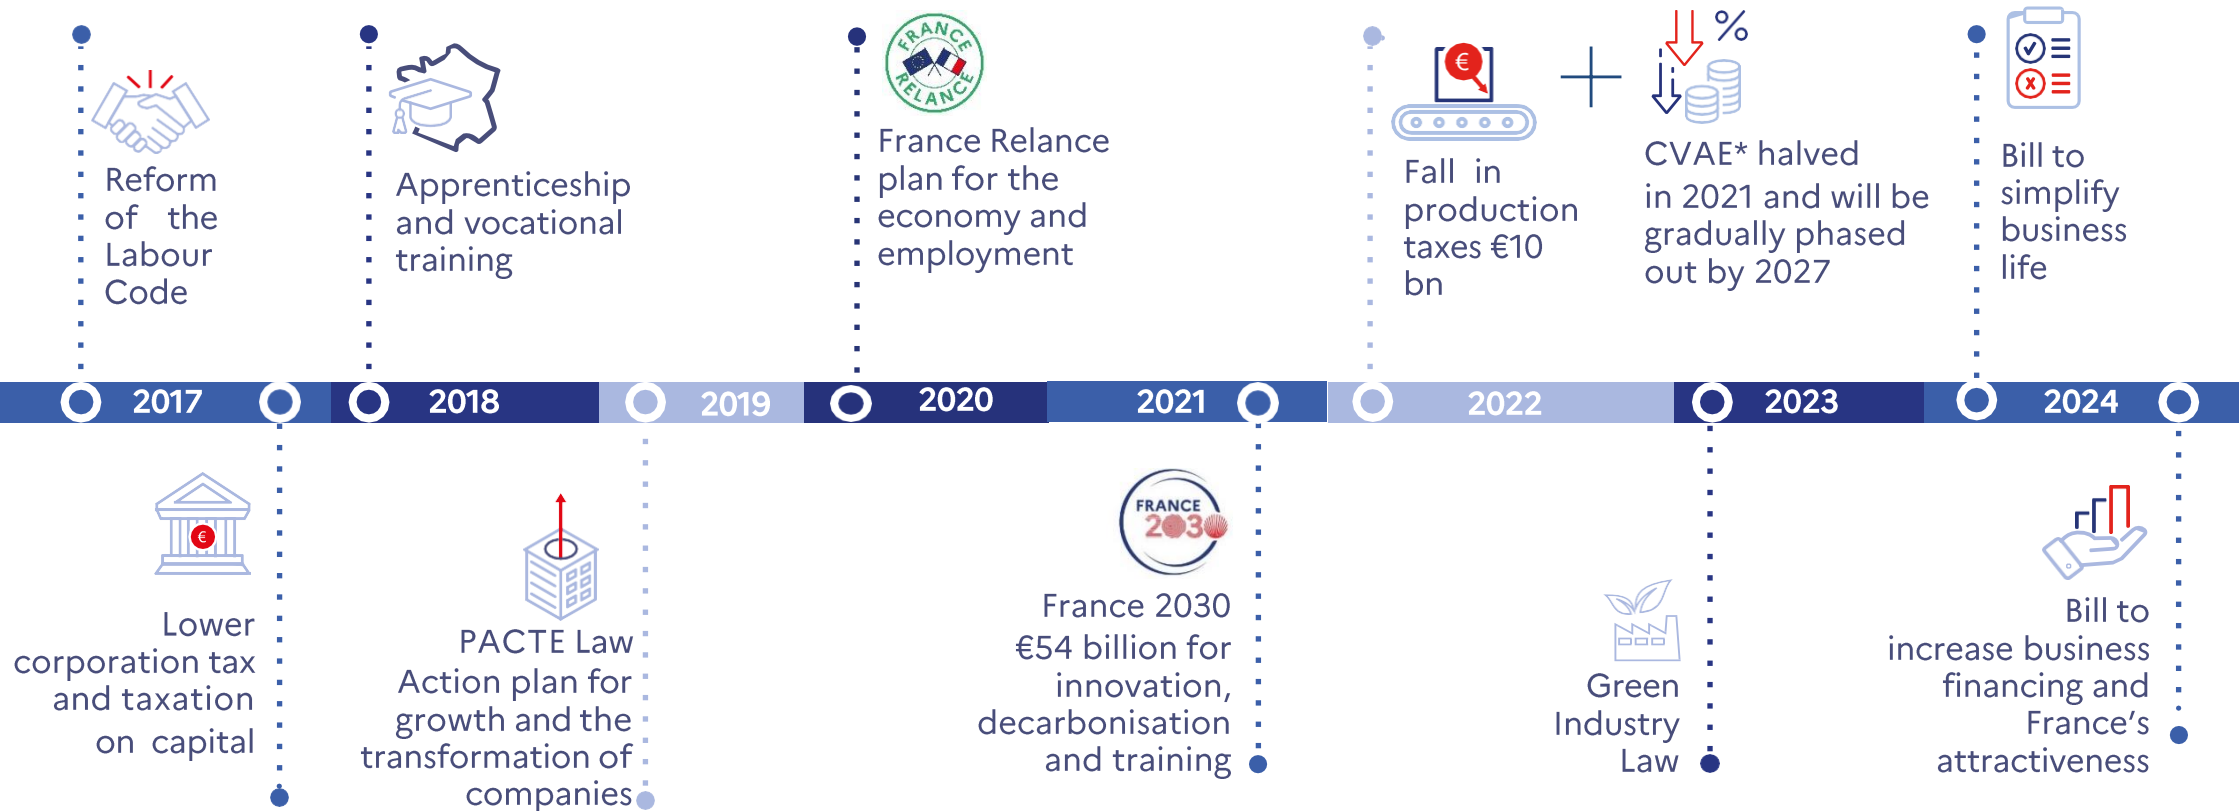 FRANCE
RELANCE
%
€
Reform
of the
Labour
Code
Apprenticeship
and vocational
training
France Relance
plan for the
economy and
employment
Fall in
production
taxes €10
bn
CVAE* halved
in 2021 and will be
gradually phased
out by 2027
Bill to
simplify
business
life
2017
2018
2019
2020
2021
2022
2023
2024
€
Lower
corporation tax
and taxation
on capital
PACTE Law
Action plan for
growth and the
transformation of
companies
FRANCE
2030
France 2030
€54 billion for
innovation,
decarbonisation
and training
Green
Industry
Law
Bill to
increase business
financing and
France’s
attractiveness